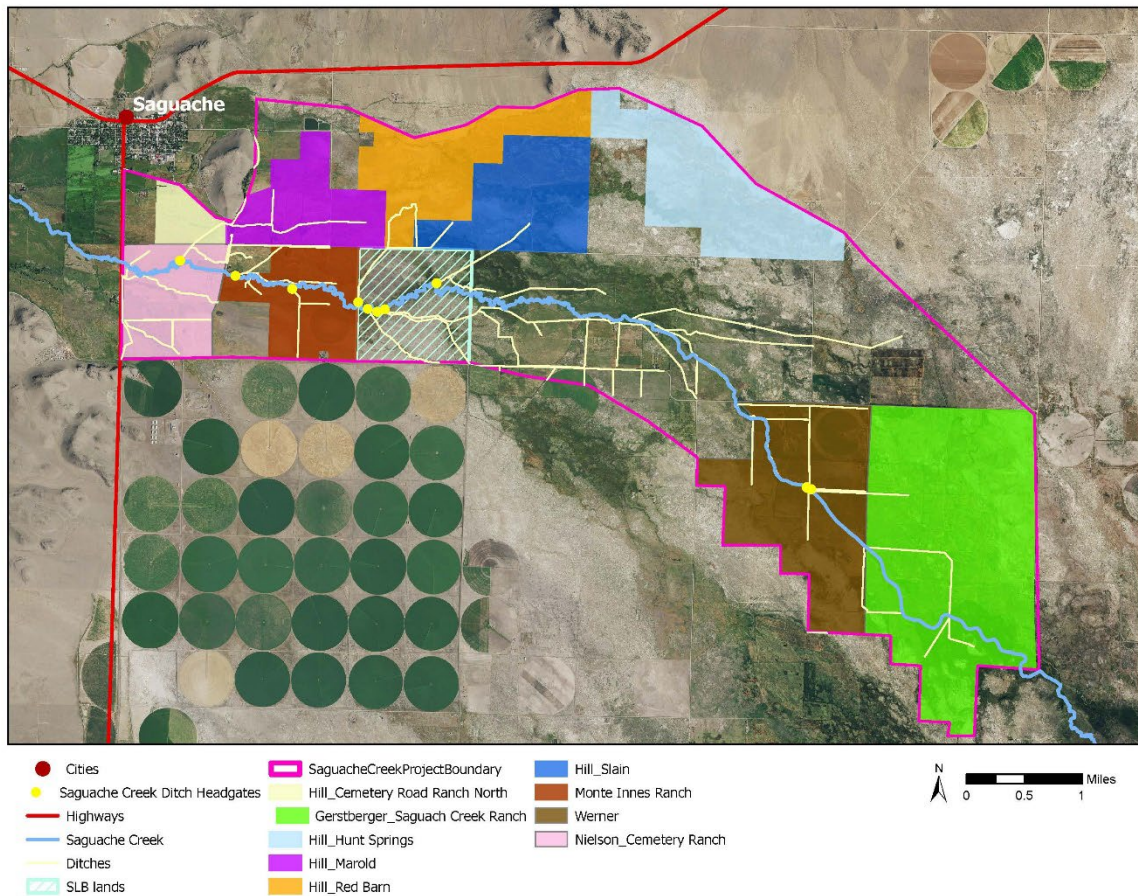 Saguache
Cities
Saguache Creek Ditch Headgates
Highways
Saguache Creek
Ditches
SLB lands
SaguacheCreekProjectBoundary
Hill_Cemetery Road Ranch North
Gerstberger_Saguach Creek Ranch
Hill_Hunt Springs
Hill_Marold
Hill_Red Barn
Hill_Slain
Monte Innes Ranch
Werner
Nielson_Cemetery Ranch
N
Miles
0 0.5 1